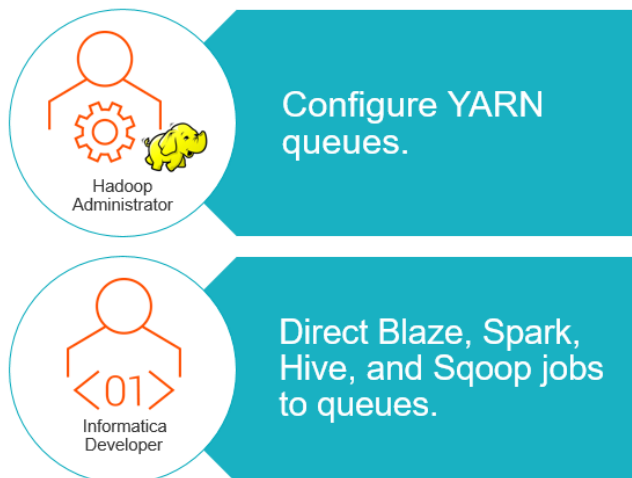 Configure YARN
queues.
Hadoop
Administrator
Direct Blaze, Spark,
Hive, and Sqoop jobs
to queues.
<01>
Informatica
Developer